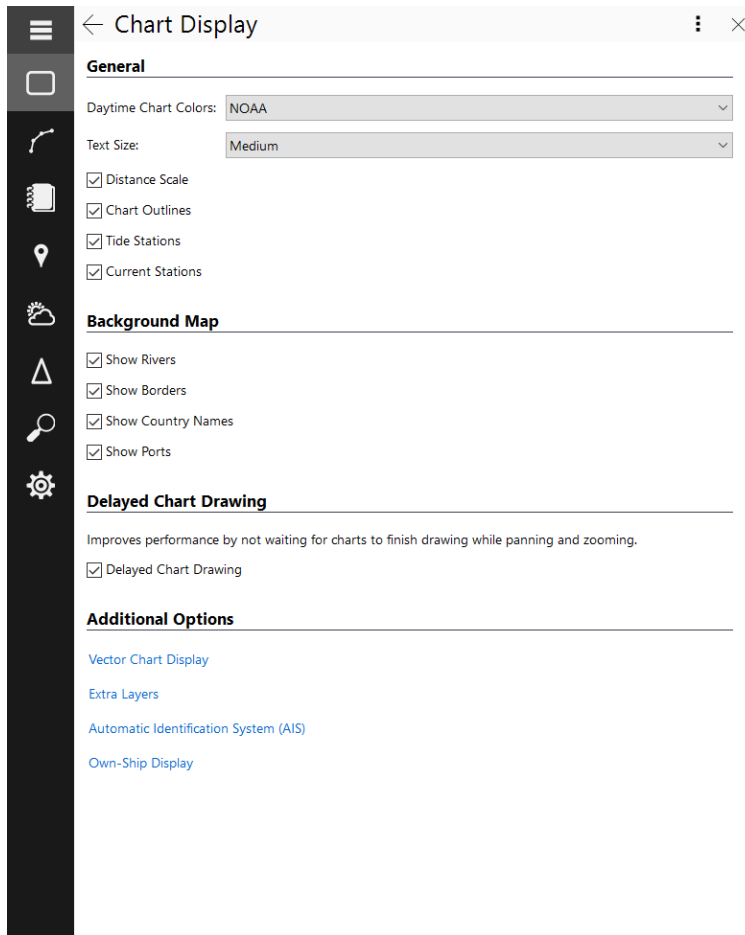 Chart Display
General
Daytime Chart Colors: NOAA
Text Size: Medium
Distance Scale
Chart Outlines
Tide Stations
Current Stations
Background Map
Show Rivers
Show Borders
Show Country Names
Show Ports
Delayed Chart Drawing
Improves performance by not waiting for charts to finish drawing while panning and zooming.
Delayed Chart Drawing
Additional Options
Vector Chart Display
Extra Layers
Automatic Identification System (AIS)
Own-Ship Display